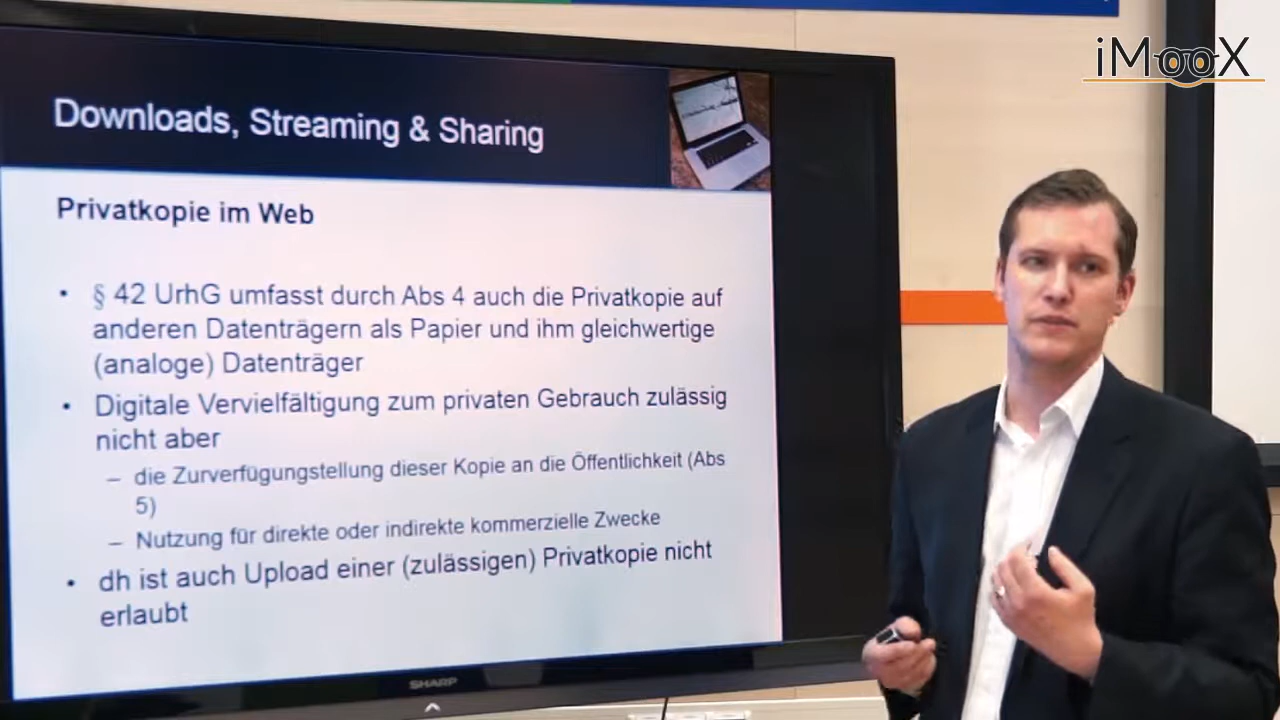 iMooX
Downloads, Streaming & Sharing
Privatkopie im Web
• § 42 UrhG umfasst durch Abs 4 auch die Privatkopie auf
anderen Datenträgern als Papier und ihm gleichwertige
(analoge) Datenträger
• Digitale Vervielfältigung zum privaten Gebrauch zulässig
nicht aber
– die Zurverfügungstellung dieser Kopie an die Öffentlichkeit (Abs
5)
– Nutzung für direkte oder indirekte kommerzielle Zwecke
• dh ist auch Upload einer (zulässigen) Privatkopie nicht
erlaubt
SHARP